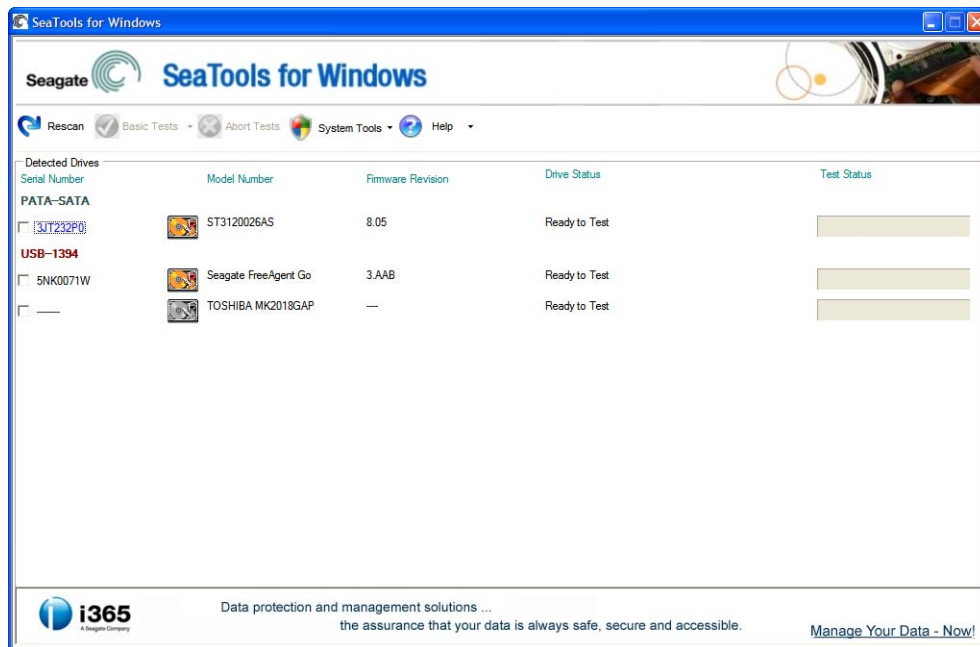 SeaTools for Windows
Seagate SeaTools for Windows
Rescan Basic Tests Abort Tests System Tools Help
Detected Drives
Serial Number Model Number Firmware Revision Drive Status Test Status
PATA-SATA
3JT232P0 ST3120026AS 8.05 Ready to Test
USB-1394
5NK0071W Seagate FreeAgent Go 3.AAB Ready to Test
------- TOSHIBA MK2018GAP ---- Ready to Test
i365
A Seagate Company
Data protection and management solutions ...
the assurance that your data is always safe, secure and accessible.
Manage Your Data - Now!